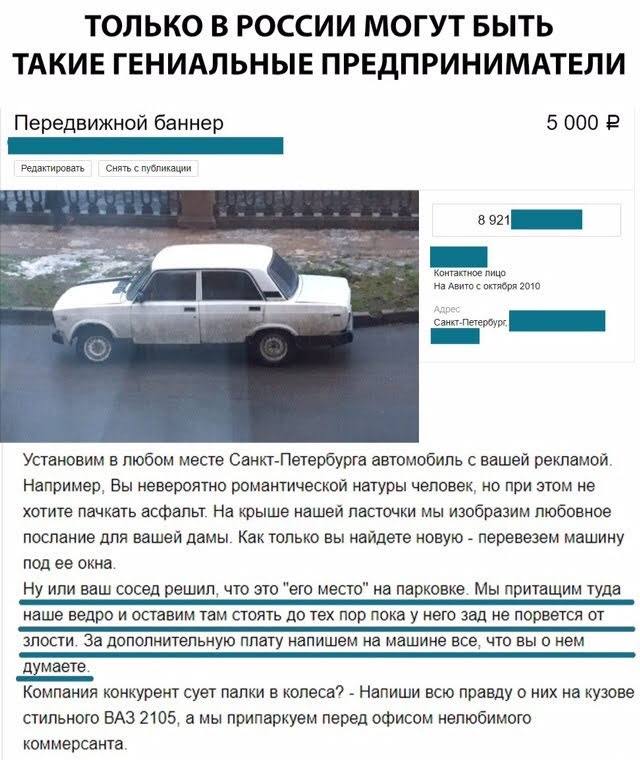 ТОЛЬКО В РОССИИ МОГУТ БЫТЬ
ТАКИЕ ГЕНИАЛЬНЫЕ ПРЕДПРИНИМАТЕЛИ
Передвижной баннер
5 000 ₽
Редактировать
Снять с публикации
8 921
Контактное лицо
На Авито с октября 2010
Адрес
Санкт-Петербург,
Установим в любом месте Санкт-Петербурга автомобиль с вашей рекламой.
Например, Вы невероятно романтической натуры человек, но при этом не
хотите пачкать асфальт. На крыше нашей ласточки мы изобразим любовное
послание для вашей дамы. Как только вы найдете новую - перевезем машину
под ее окна.
Ну или ваш сосед решил, что это "его место" на парковке. Мы притащим туда
наше ведро и оставим там стоять до тех пор пока у него зад не порвется от
злости. За дополнительную плату напишем на машине все, что вы о нем
думаете.
Компания конкурент сует палки в колеса? - Напиши всю правду о них на кузове
стильного ВАЗ 2105, а мы припаркуем перед офисом нелюбимого
коммерсанта.